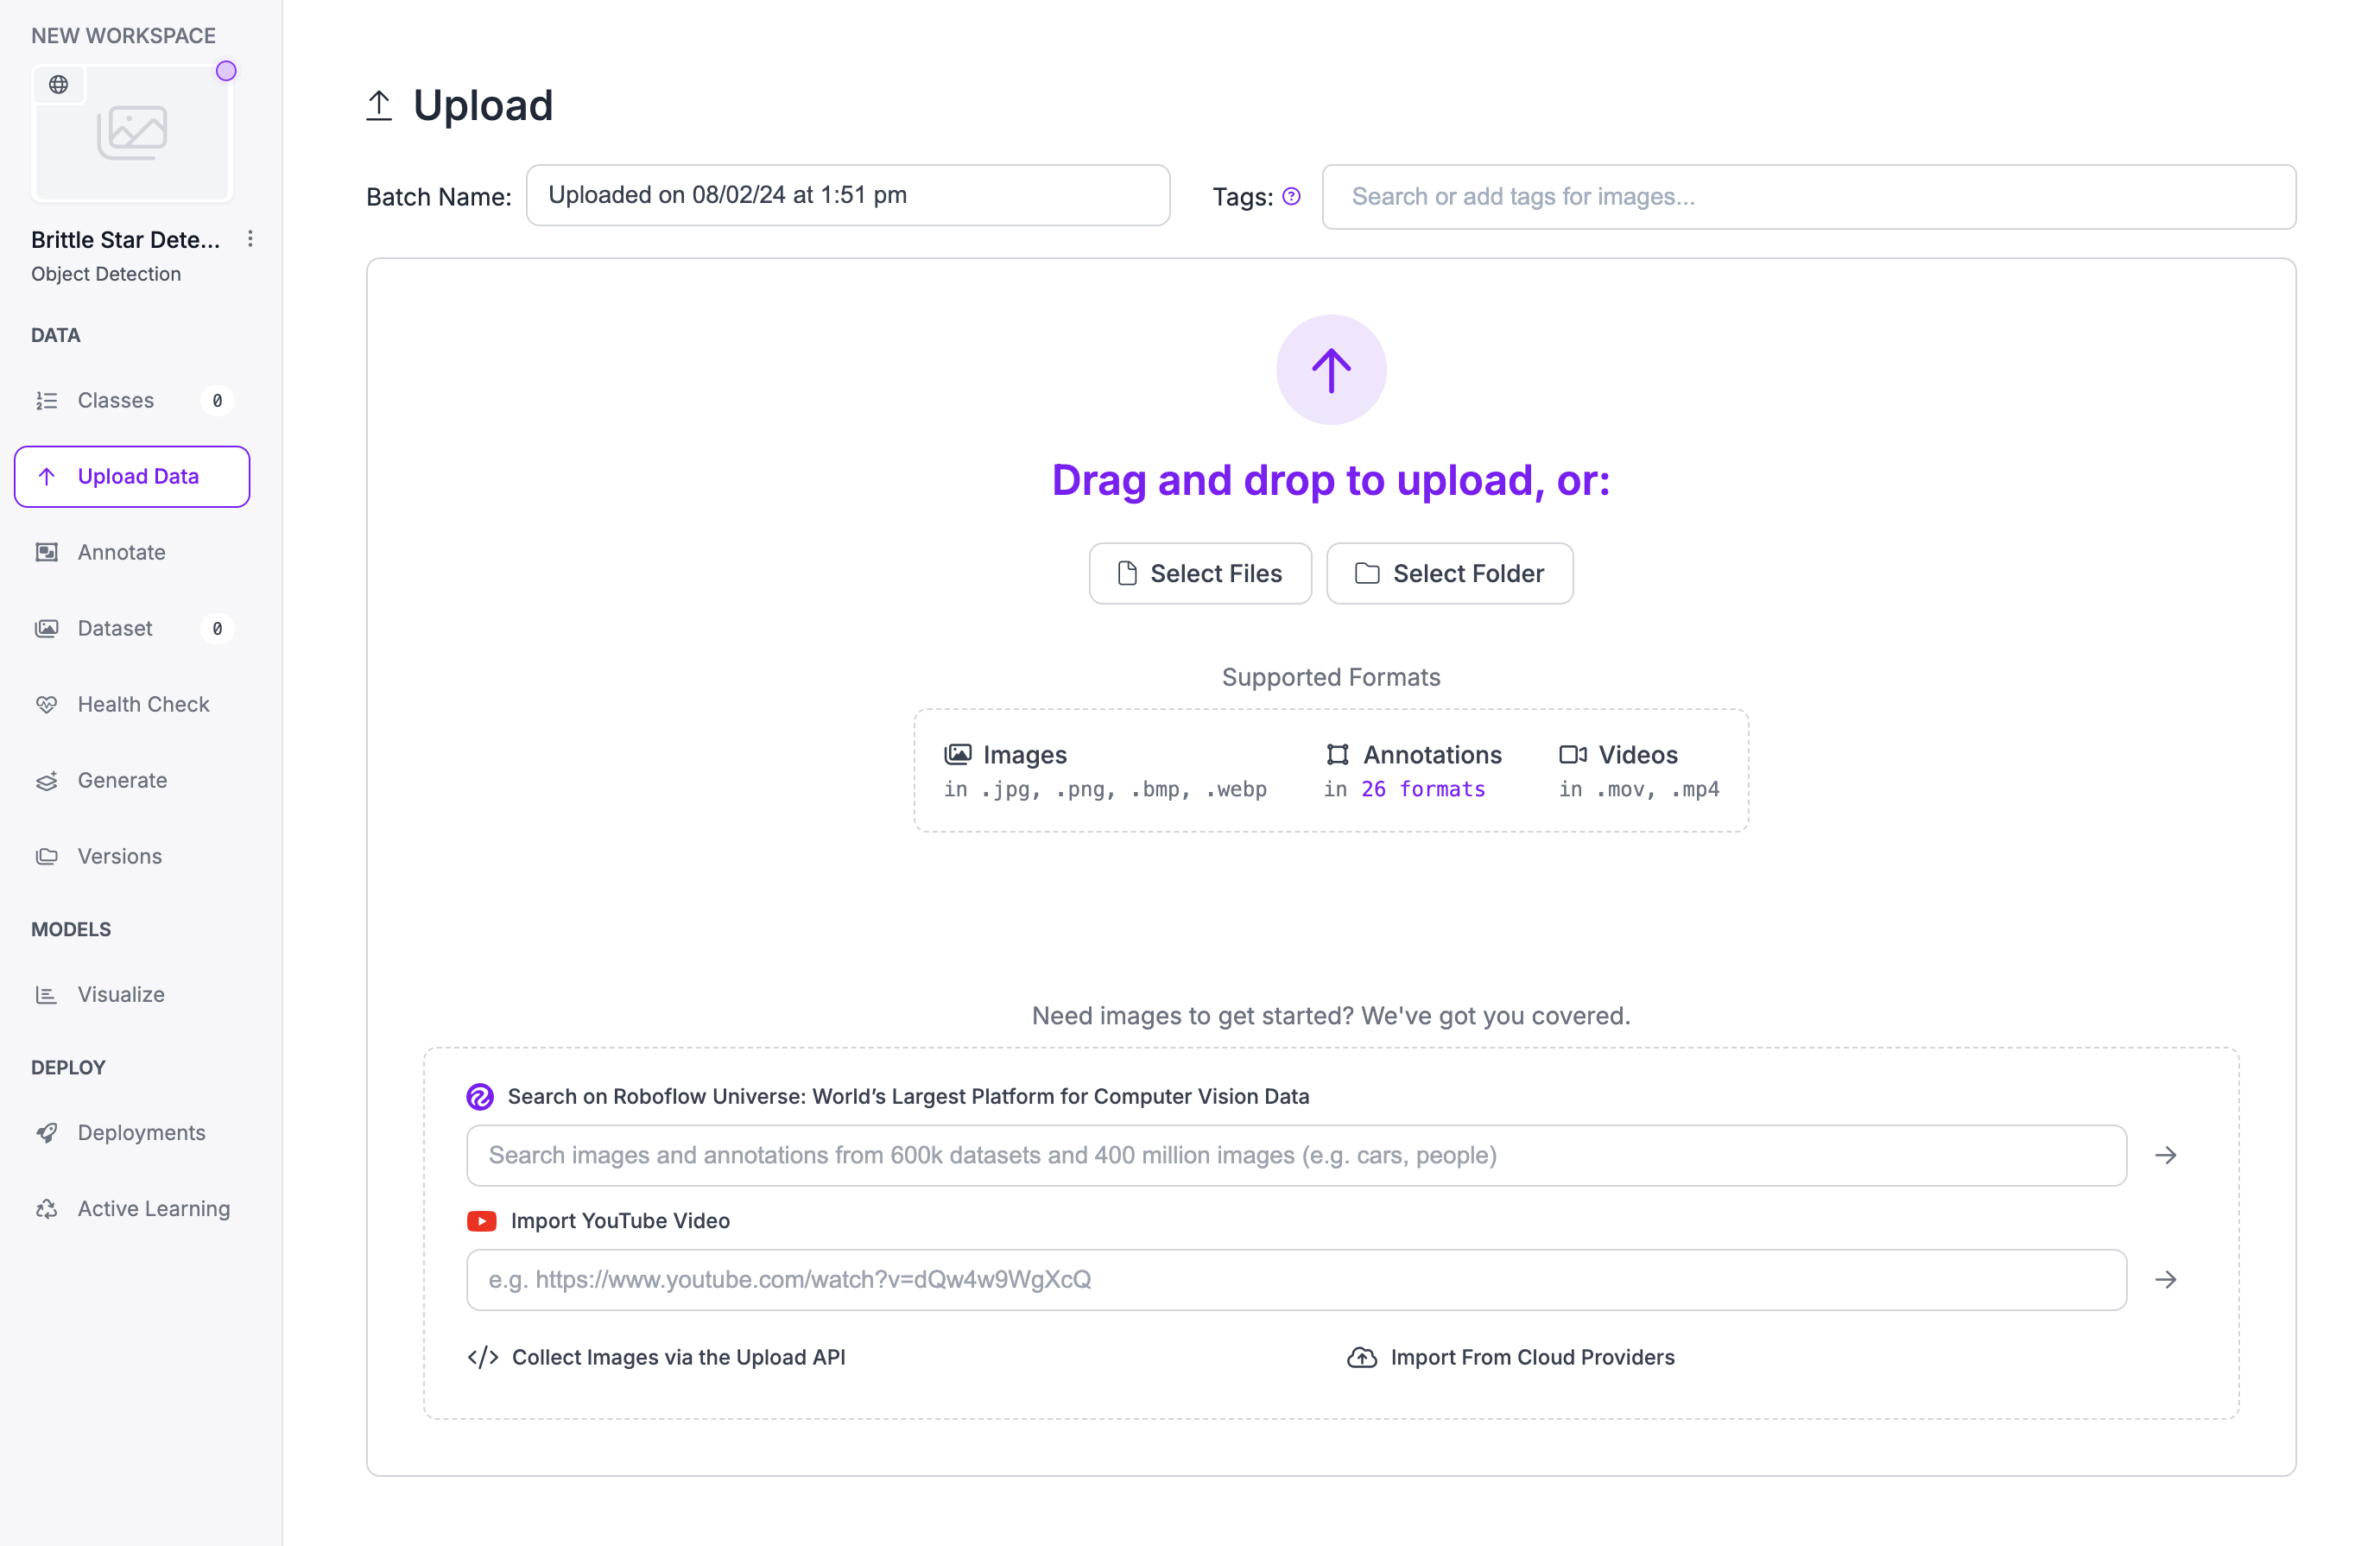 NEW WORKSPACE
Brittle Star Dete...
Object Detection
DATA
Classes 0
Upload Data
Annotate
Dataset 0
Health Check
Generate
Versions
MODELS
Visualize
DEPLOY
Deployments
Active Learning
Upload
Batch Name: Uploaded on 08/02/24 at 1:51 pm Tags: ? Search or add tags for images...
Drag and drop to upload, or:
Select Files Select Folder
Supported Formats
Images Annotations Videos
in .jpg, .png, .bmp, .webp in 26 formats in .mov, .mp4
Need images to get started? We've got you covered.
Search on Roboflow Universe: World’s Largest Platform for Computer Vision Data
Search images and annotations from 600k datasets and 400 million images (e.g. cars, people)
Import YouTube Video
e.g. https://www.youtube.com/watch?v=dQw4w9WgXcQ
</> Collect Images via the Upload API Import From Cloud Providers